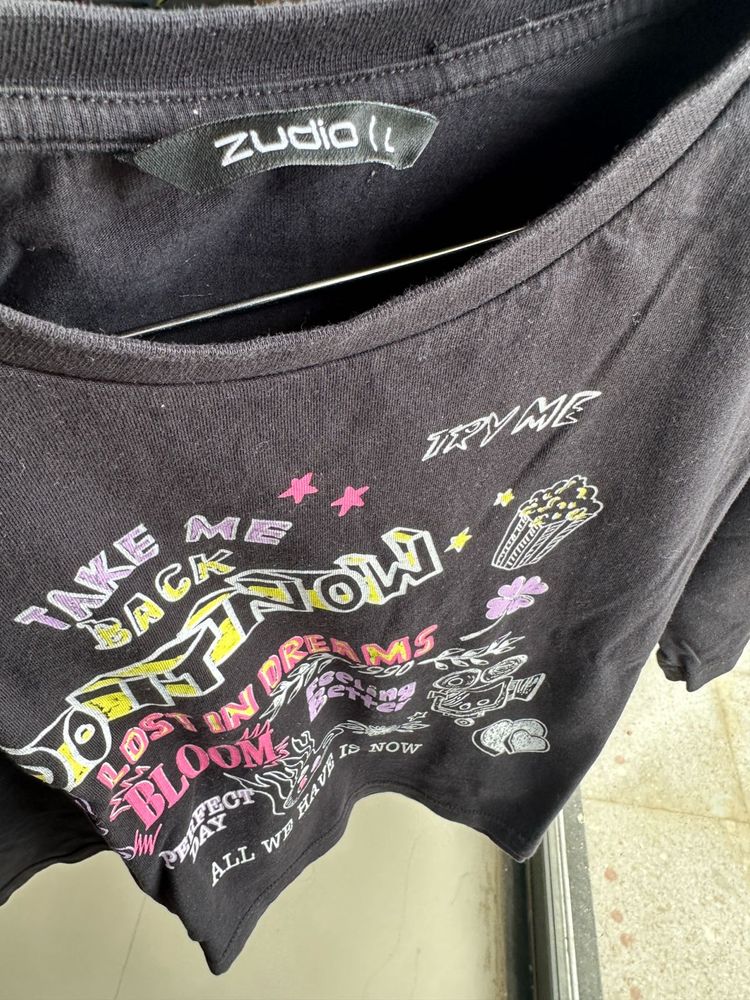 zudio L
TRY ME
TAKE ME
BACK
DO IT NOW
LOST IN DREAMS
Feeling
Better
BLOOM
PERFECT
DAY
ALL WE HAVE IS NOW